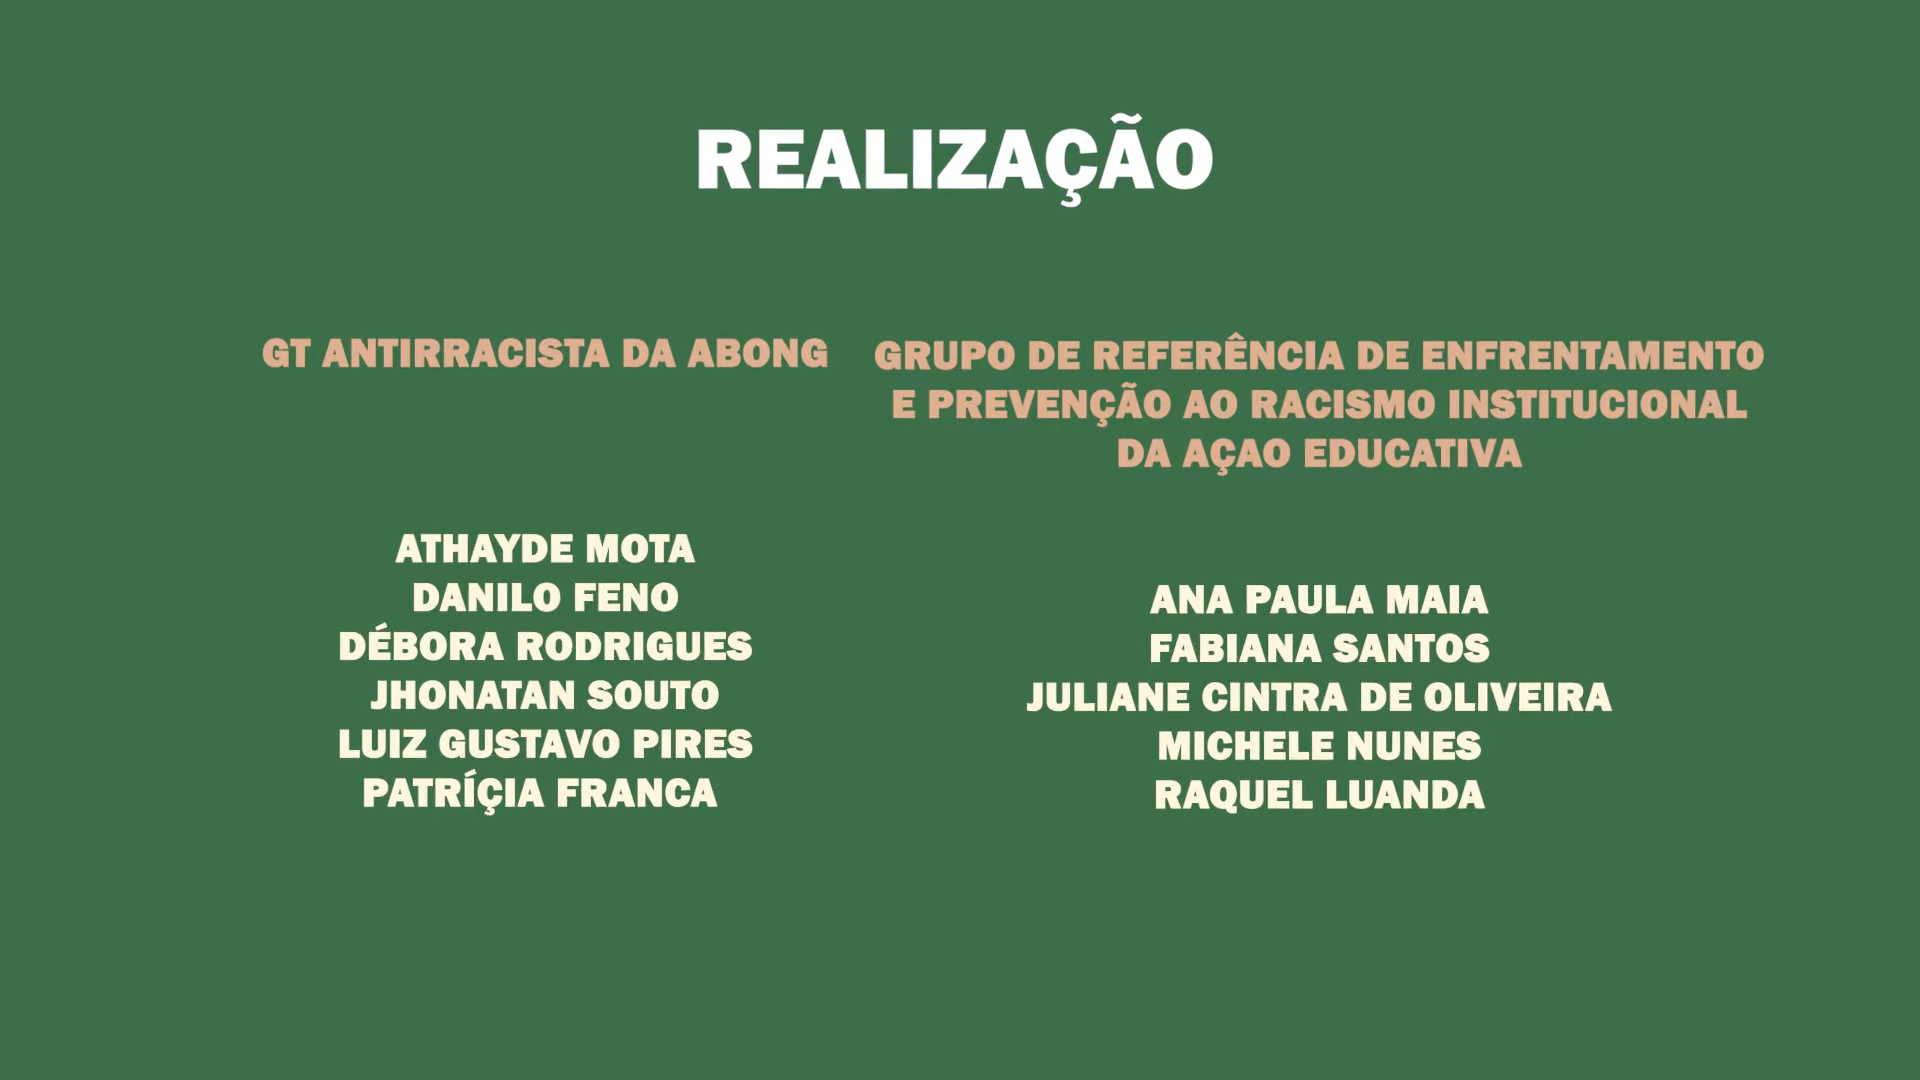 REALIZAÇÃO
GT ANTIRRACISTA DA ABONG
ATHAYDE MOTA
DANILO FENO
DÉBORA RODRIGUES
JHONATAN SOUTO
LUIZ GUSTAVO PIRES
PATRÍÇIA FRANCA
GRUPO DE REFERÊNCIA DE ENFRENTAMENTO
E PREVENÇÃO AO RACISMO INSTITUCIONAL
DA AÇAO EDUCATIVA
ANA PAULA MAIA
FABIANA SANTOS
JULIANE CINTRA DE OLIVEIRA
MICHELE NUNES
RAQUEL LUANDA